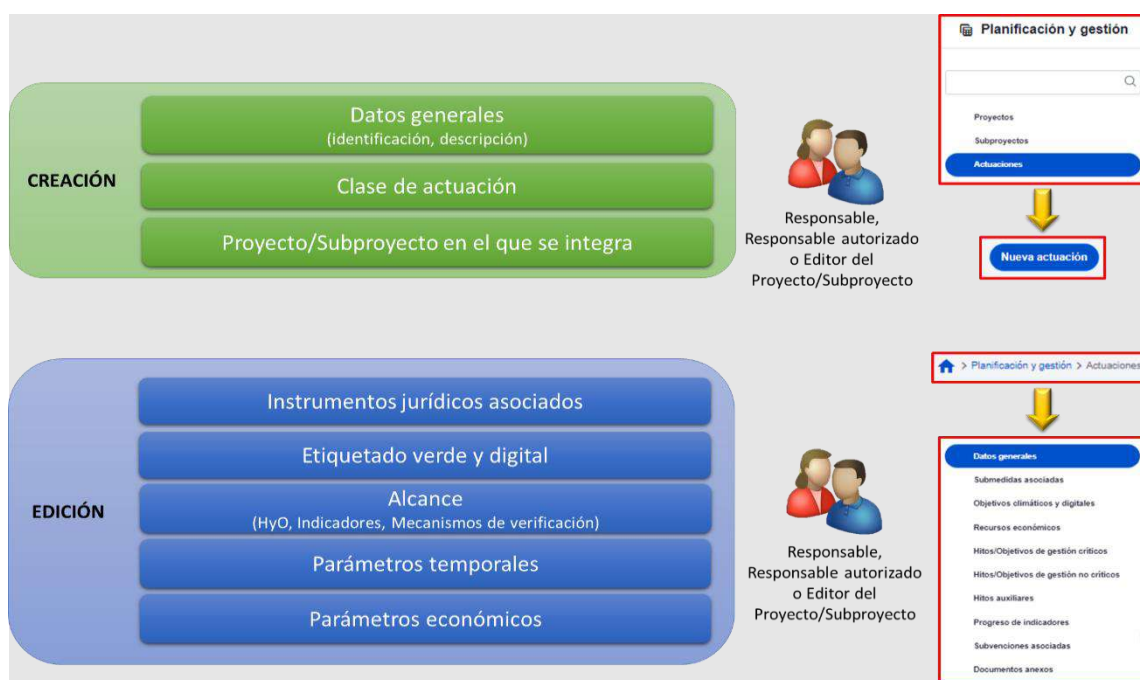 CREACIÓN
Datos generales
(identificación, descripción)
Clase de actuación
Proyecto/Subproyecto en el que se integra
Responsable,
Responsable autorizado
o Editor del
Proyecto/Subproyecto
Planificación y gestión
Proyectos
Subproyectos
Actuaciones
Nueva actuación
EDICIÓN
Instrumentos jurídicos asociados
Etiquetado verde y digital
Alcance
(HyO, Indicadores, Mecanismos de verificación)
Parámetros temporales
Parámetros económicos
Responsable,
Responsable autorizado
o Editor del
Proyecto/Subproyecto
> Planificación y gestión > Actuaciones
Datos generales
Submedidas asociadas
Objetivos climáticos y digitales
Recursos económicos
Hitos/Objetivos de gestión críticos
Hitos/Objetivos de gestión no críticos
Hitos auxiliares
Progreso de indicadores
Subvenciones asociadas
Documentos anexos